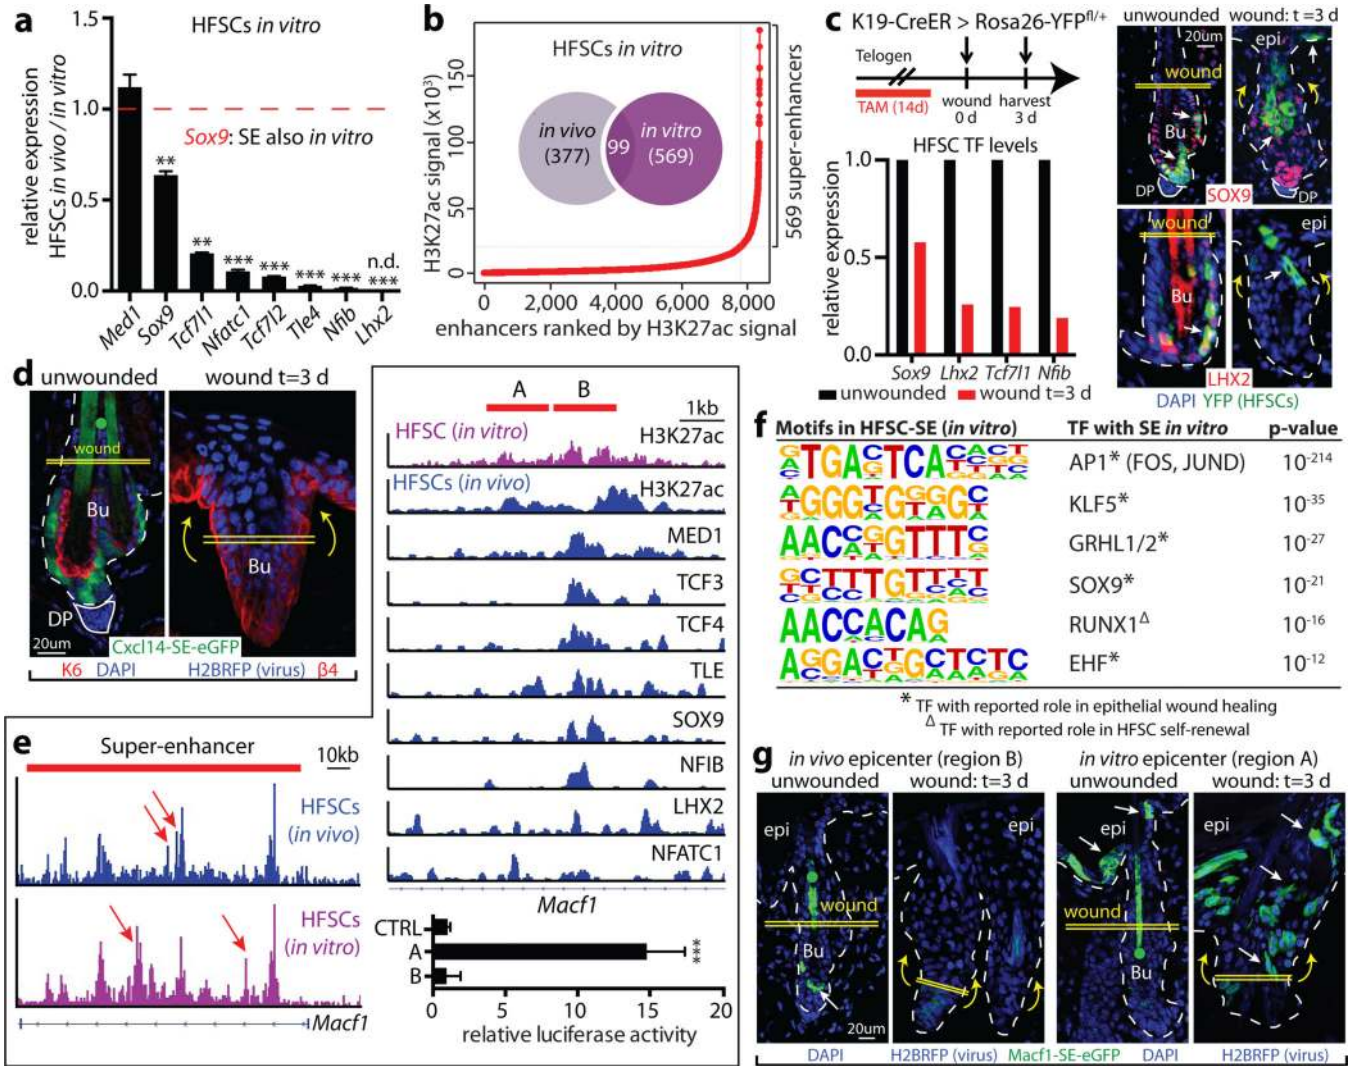 a
HFSCs in vitro
relative expression
HFSCs in vivo / in vitro
1.5
1.0
0.5
0.0
Sox9: SE also in vitro
**
**
***
***
***
***
n.d.
***
Med1
Sox9
Tcf7l1
Nfatc1
Tcf7l2
Tle4
Nfib
Lhx2
b
HFSCs in vitro
H3K27ac signal (x10³)
150
100
50
0
in vivo
(377)
99
in vitro
(569)
569 super-enhancers
0
2,000
4,000
6,000
8,000
enhancers ranked by H3K27ac signal
c
K19-CreER > Rosa26-YFPfl/+
Telogen
TAM (14d)
wound
0 d
harvest
3 d
HFSC TF levels
relative expression
1.0
0.5
0.0
Sox9
Lhx2
Tcf7l1
Nfib
unwounded
wound t=3 d
unwounded
wound: t =3 d
20um
epi
wound
Bu
DP
SOX9
DP
wound
epi
Bu
LHX2
DAPI YFP (HFSCs)
d
unwounded
wound t=3 d
wound
Bu
Bu
DP
20um
Cxcl14-SE-eGFP
K6 DAPI
H2BRFP (virus) β4
e
Super-enhancer
10kb
HFSCs
(in vivo)
HFSCs
(in vitro)
Macf1
A
B
1kb
HFSC (in vitro)
H3K27ac
HFSCs (in vivo)
H3K27ac
MED1
TCF3
TCF4
TLE
SOX9
NFIB
LHX2
NFATC1
Macf1
CTRL
A
B
***
0
5
10
15
20
relative luciferase activity
f
Motifs in HFSC-SE (in vitro)
TF with SE in vitro
p-value
AP1* (FOS, JUND)
10-214
KLF5*
10-35
GRHL1/2*
10-27
SOX9*
10-21
RUNX1Δ
10-16
EHF*
10-12
* TF with reported role in epithelial wound healing
Δ TF with reported role in HFSC self-renewal
g
in vivo epicenter (region B)
in vitro epicenter (region A)
unwounded
wound: t=3 d
unwounded
wound: t=3 d
epi
epi
epi
epi
wound
wound
Bu
Bu
20um
DAPI
H2BRFP (virus)
Macf1-SE-eGFP
DAPI
H2BRFP (virus)